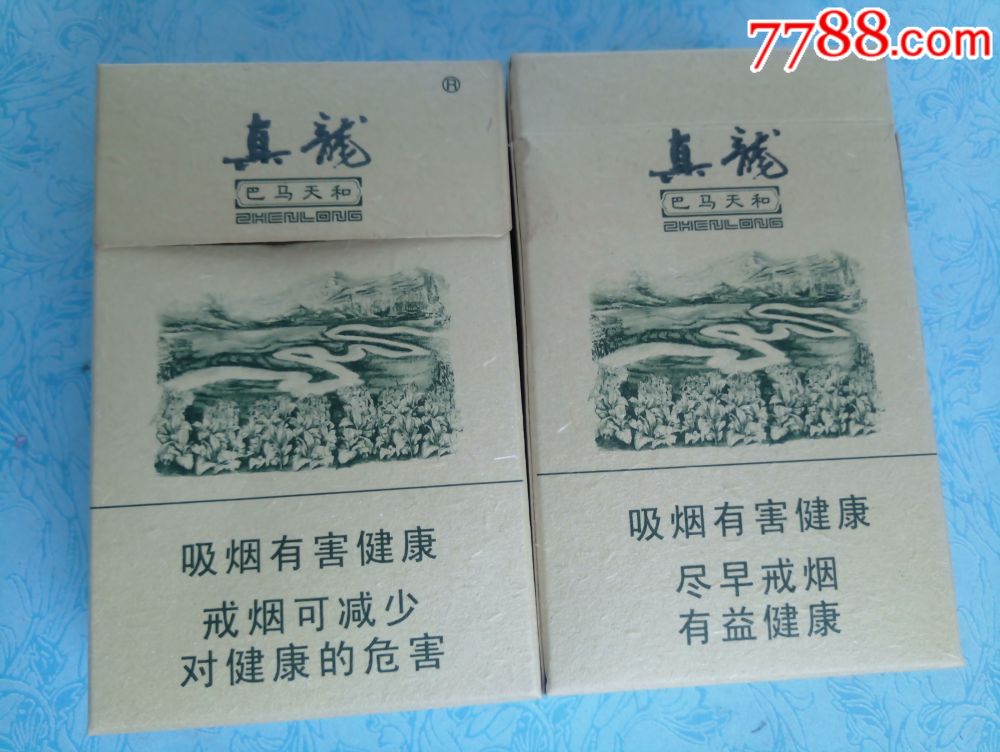 7788.com
®
真龍
巴马天和
ZHENLONG
吸烟有害健康
戒烟可减少
对健康的危害
真龍
巴马天和
ZHENLONG
吸烟有害健康
尽早戒烟
有益健康